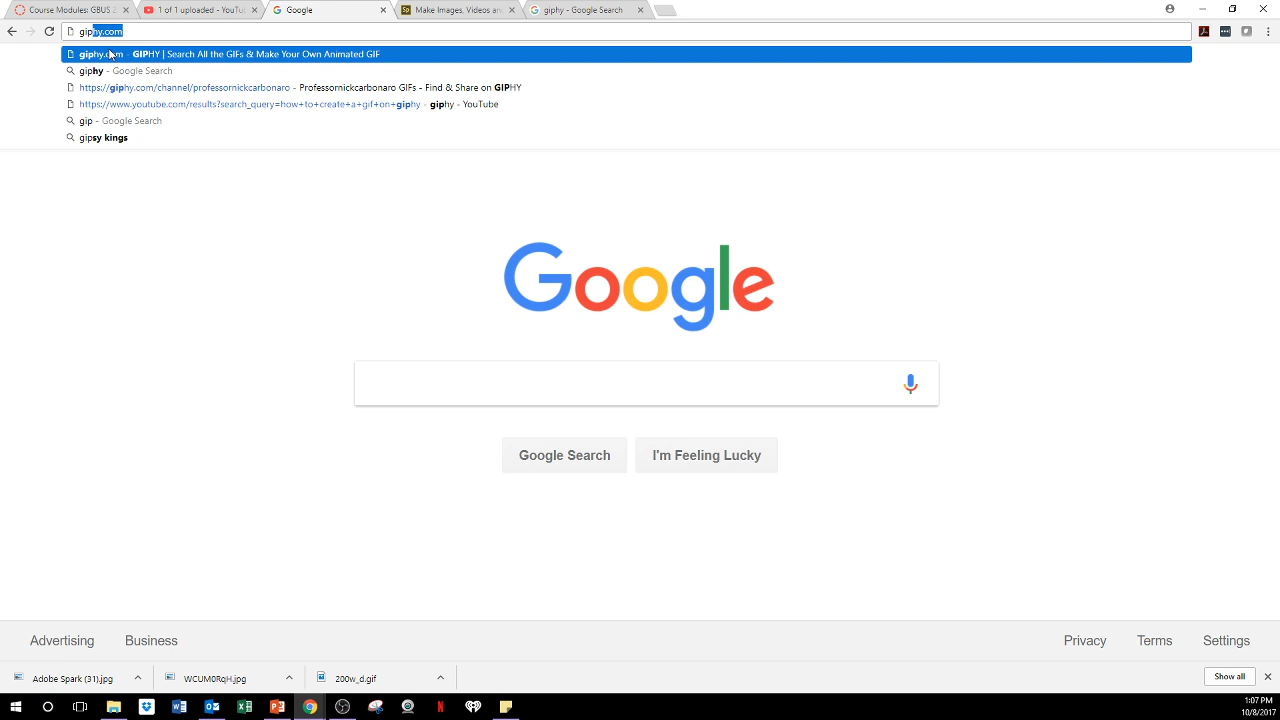 Course Modules: GBUS 2
1 of 1 uploaded - YouTu
Google
Make Images, Videos and
giphy - Google Search
giphy.com
giphy.com - GIPHY | Search All the GIFs & Make Your Own Animated GIF
giphy - Google Search
https://giphy.com/channel/professornickcarbonaro - Professornickcarbonaro GIFs - Find & Share on GIPHY
https://www.youtube.com/results?search_query=how+to+create+a+gif+on+giphy - giphy - YouTube
gip - Google Search
gipsy kings
Google
Google Search
I'm Feeling Lucky
Advertising
Business
Privacy
Terms
Settings
Adobe Spark (31).jpg
WCUM0RqH.jpg
200w_d.gif
Show all
1:07 PM
10/8/2017